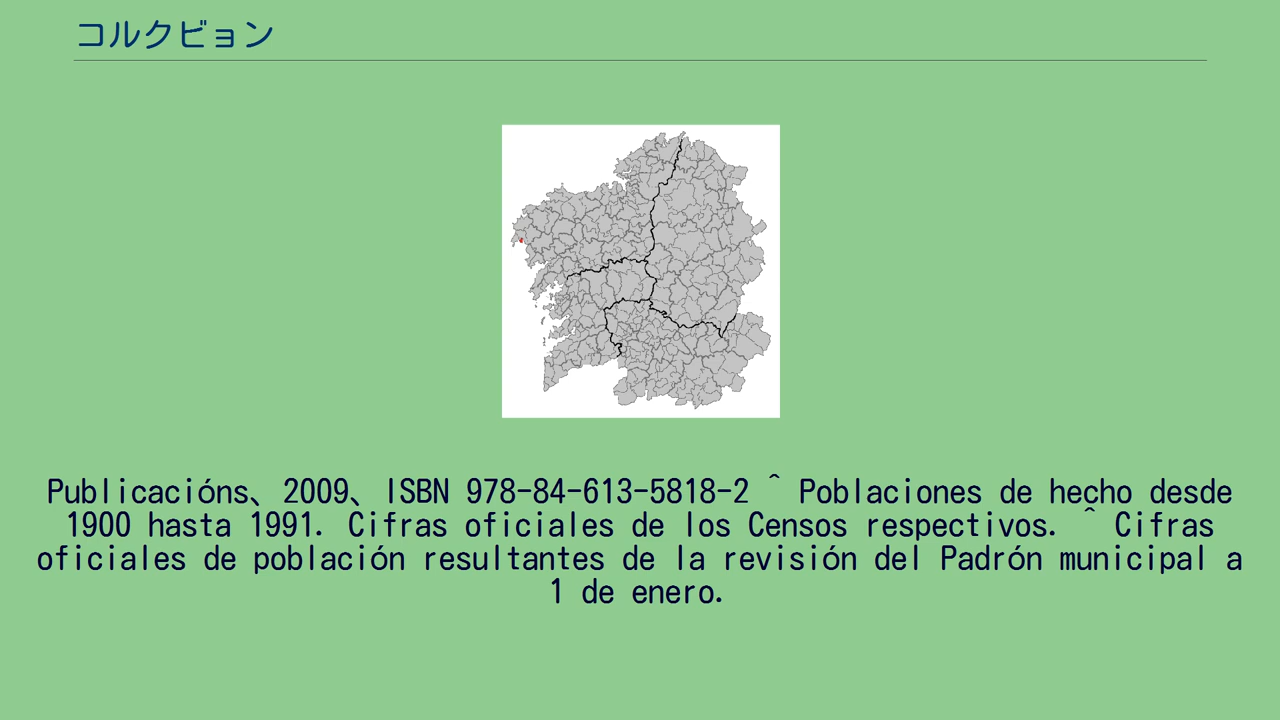 コルクビョン
Publicacións、2009、ISBN 978-84-613-5818-2 ^ Poblaciones de hecho desde
1900 hasta 1991. Cifras oficiales de los Censos respectivos. ^ Cifras
oficiales de población resultantes de la revisión del Padrón municipal a
1 de enero.